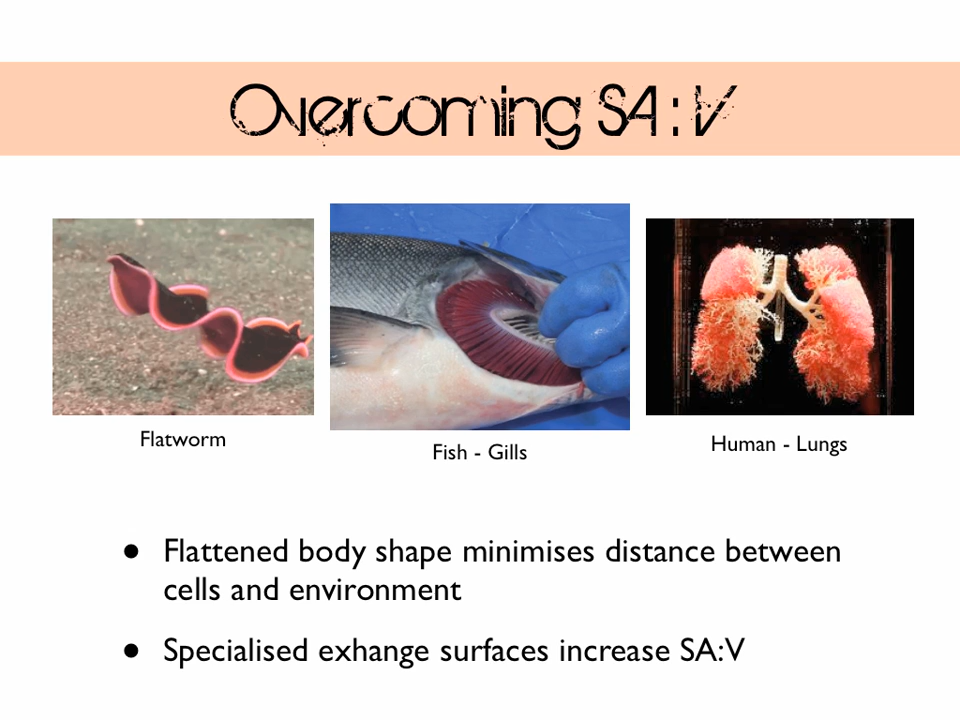 Overcoming SA:V
Flatworm
Fish - Gills
Human - Lungs
• Flattened body shape minimises distance between
cells and environment
• Specialised exhange surfaces increase SA:V